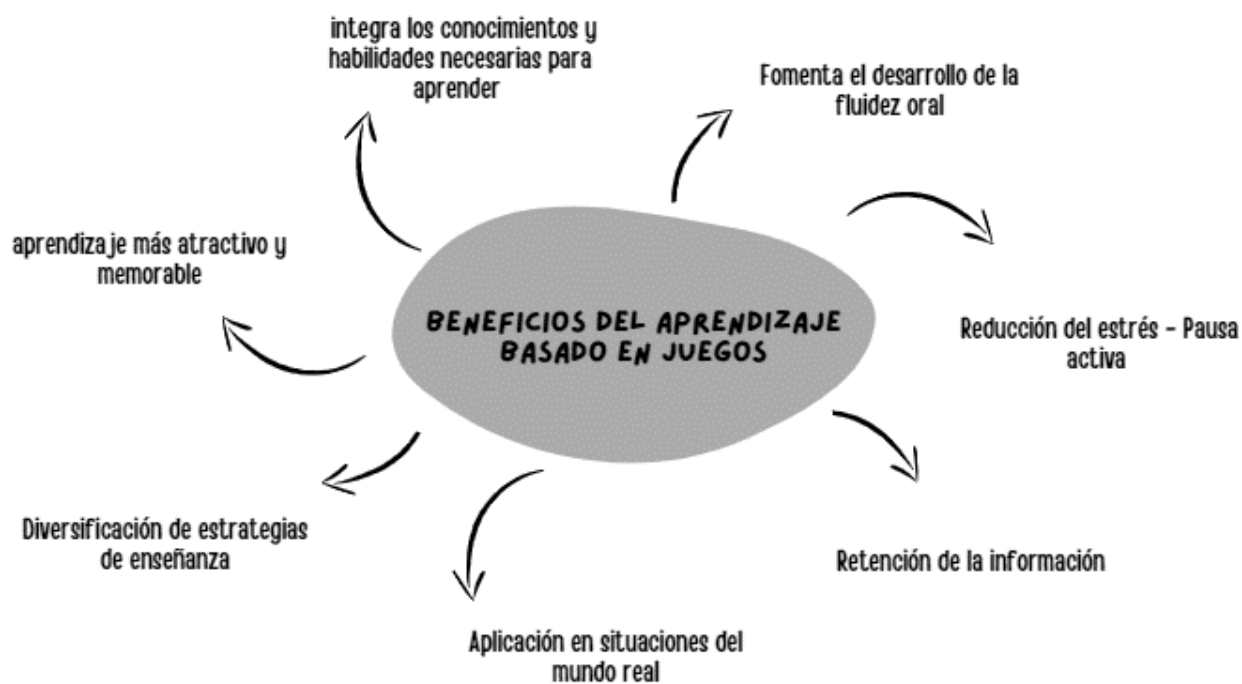 integra los conocimientos y
habilidades necesarias para
aprender
Fomenta el desarrollo de la
fluidez oral
aprendizaje más atractivo y
memorable
BENEFICIOS DEL APRENDIZAJE
BASADO EN JUEGOS
Reducción del estrés - Pausa
activa
Diversificación de estrategias
de enseñanza
Retención de la información
Aplicación en situaciones del
mundo real